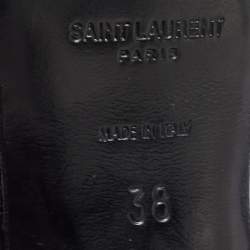 SAINT LAURENT
PARIS
MADE IN ITALY
38